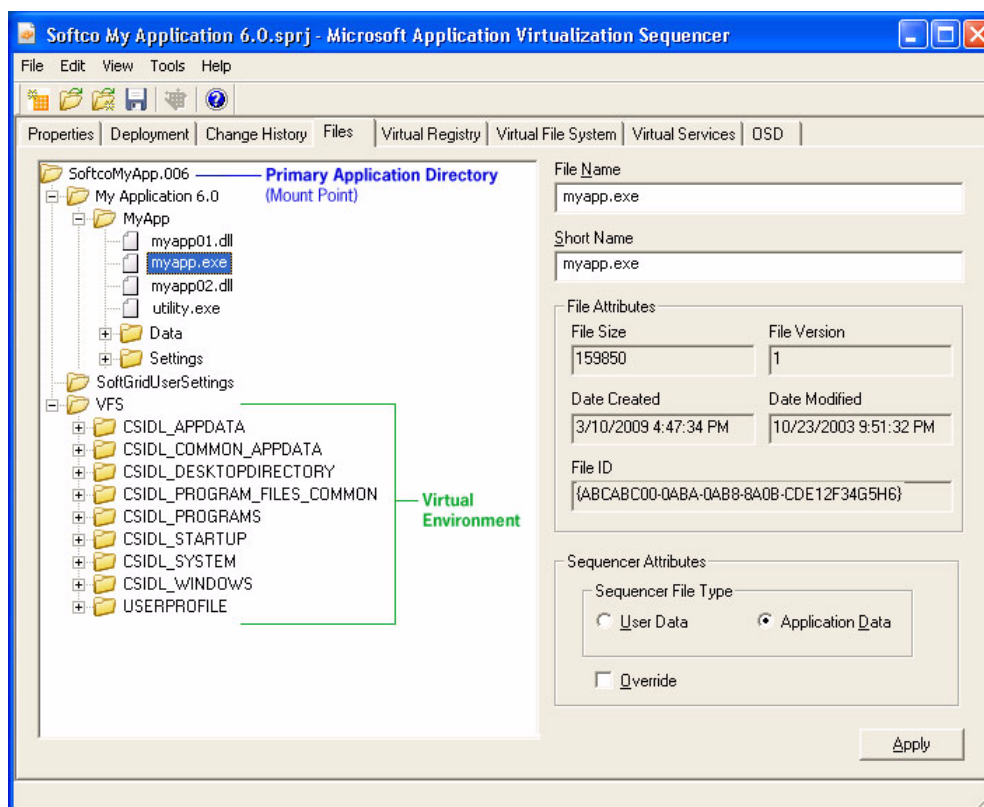 Softco My Application 6.0.sprj - Microsoft Application Virtualization Sequencer
File Edit View Tools Help
Properties Deployment Change History Files Virtual Registry Virtual File System Virtual Services OSD
SoftcoMyApp.006
Primary Application Directory
(Mount Point)
My Application 6.0
MyApp
myapp01.dll
myapp.exe
myapp02.dll
utility.exe
Data
Settings
SoftGridUserSettings
VFS
CSIDL_APPDATA
CSIDL_COMMON_APPDATA
CSIDL_DESKTOPDIRECTORY
CSIDL_PROGRAM_FILES_COMMON
CSIDL_PROGRAMS
CSIDL_STARTUP
CSIDL_SYSTEM
CSIDL_WINDOWS
USERPROFILE
Virtual
Environment
File Name
myapp.exe
Short Name
myapp.exe
File Attributes
File Size
159850
File Version
1
Date Created
3/10/2009 4:47:34 PM
Date Modified
10/23/2003 9:51:32 PM
File ID
{ABCABC00-0ABA-0AB8-8A0B-CDE12F34G5H6}
Sequencer Attributes
Sequencer File Type
User Data
Application Data
Override
Apply